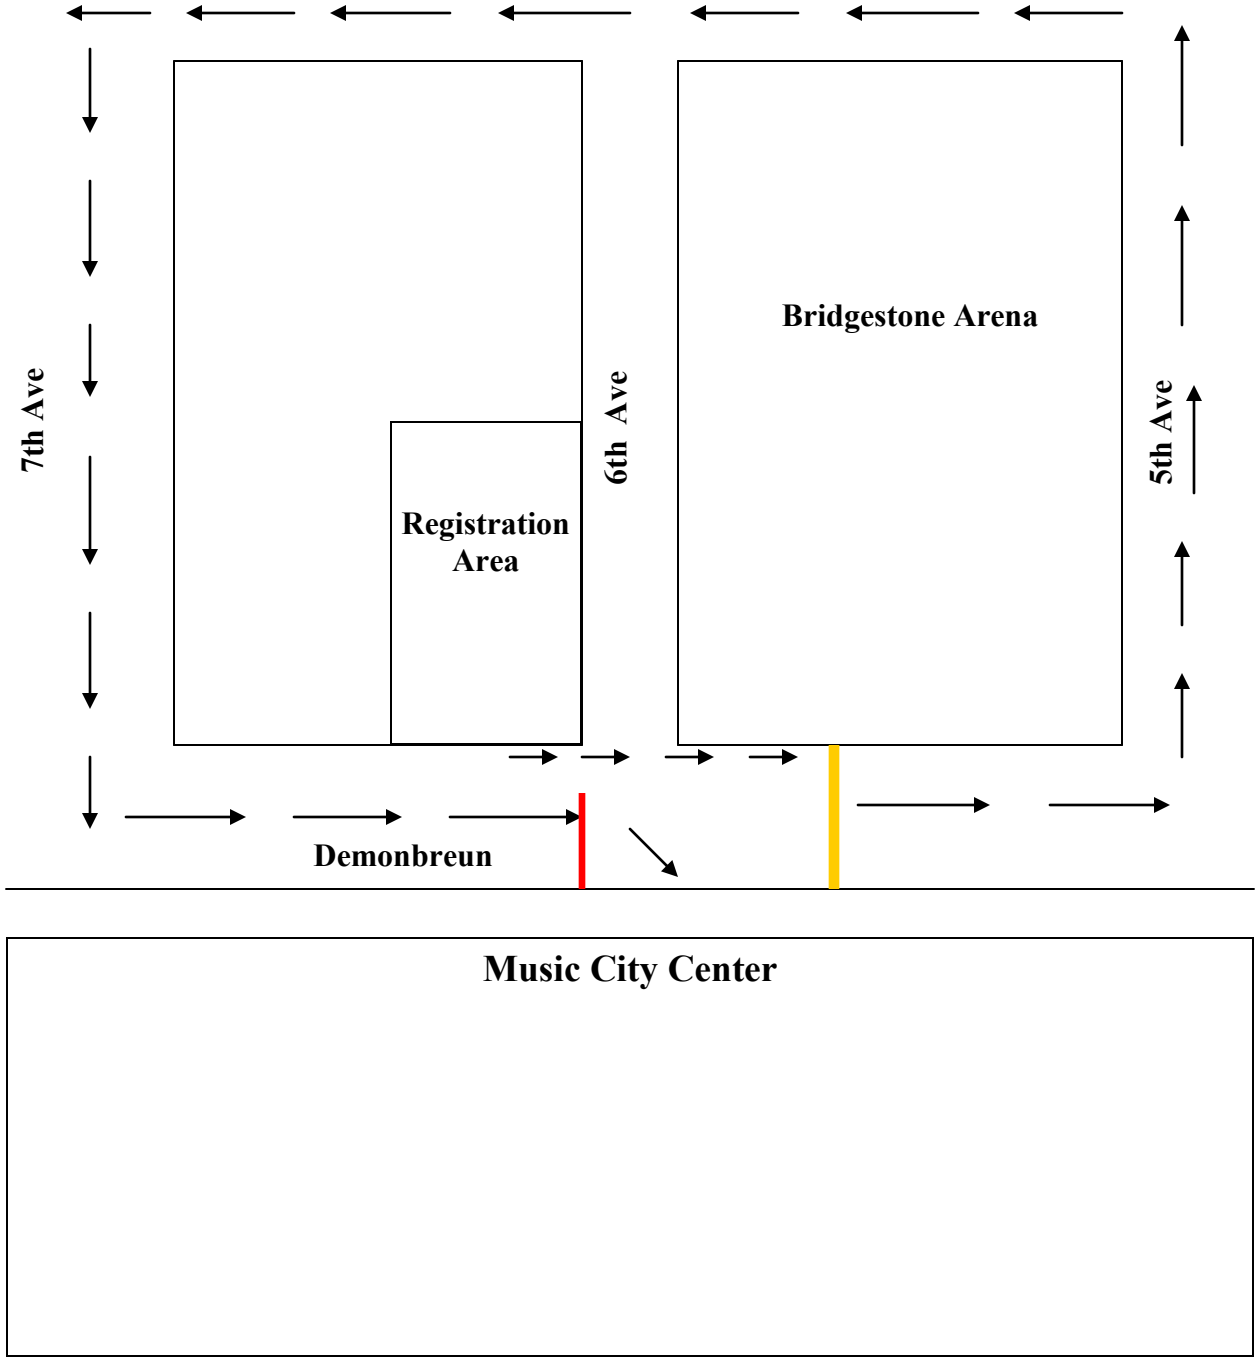 Bridgestone Arena
7th Ave
6th Ave
5th Ave
Registration
Area
Demonbreun
Music City Center